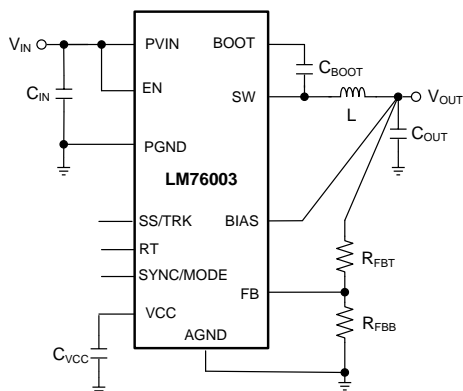 V_IN
PVIN
BOOT
C_BOOT
C_IN
EN
SW
V_OUT
L
C_OUT
PGND
LM76003
SS/TRK
BIAS
RT
R_FBT
SYNC/MODE
FB
VCC
R_FBB
AGND
C_VCC